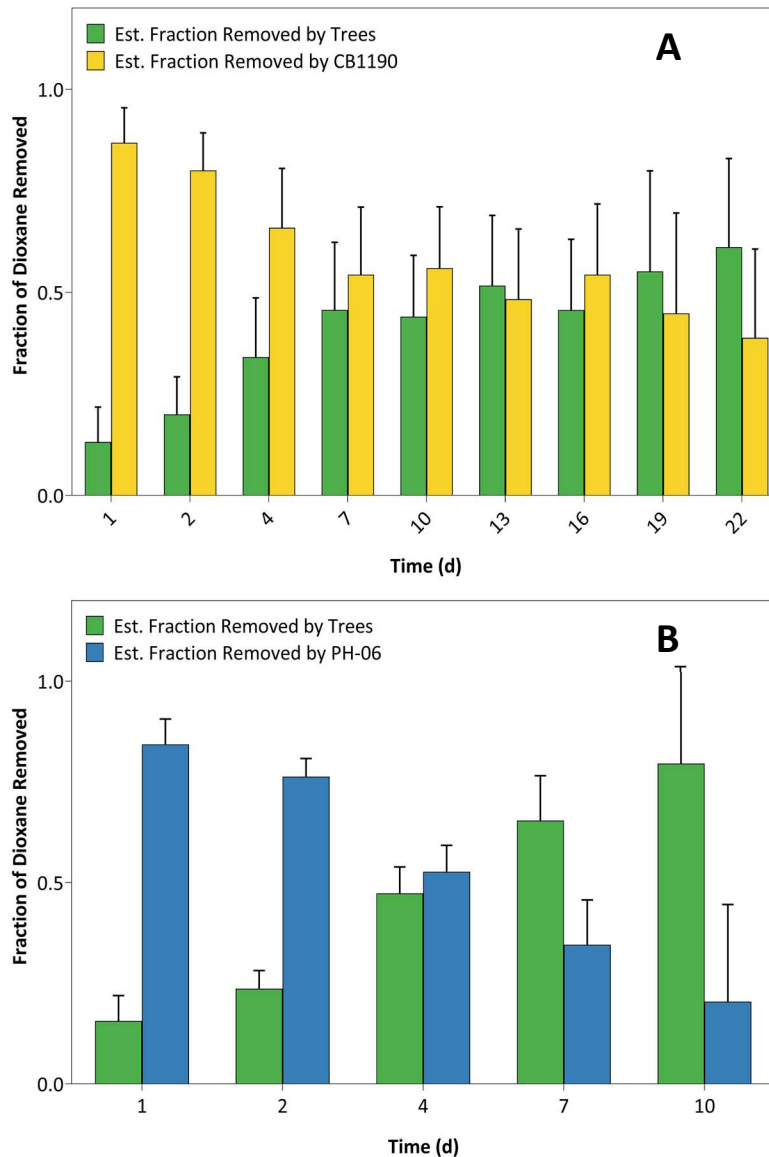 Est. Fraction Removed by Trees
Est. Fraction Removed by CB1190
A
Fraction of Dioxane Removed
1.0
0.5
0.0
1 2 4 7 10 13 16 19 22
Time (d)
Est. Fraction Removed by Trees
Est. Fraction Removed by PH-06
B
Fraction of Dioxane Removed
1.0
0.5
0.0
1 2 4 7 10
Time (d)